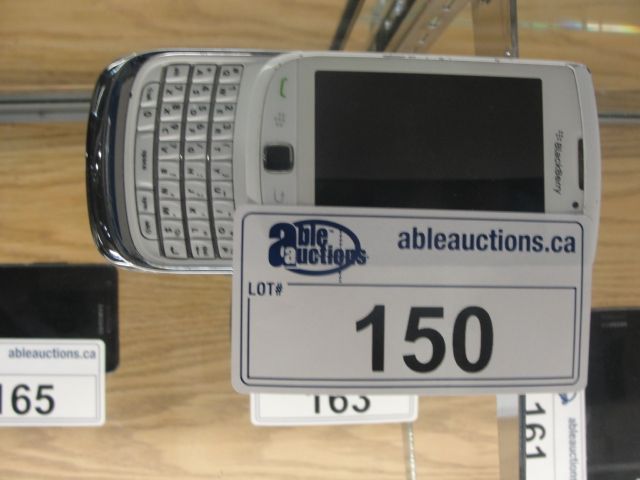 BlackBerry
able auctions
ableauctions.ca
LOT#
150
ableauctions.ca
165
163
161